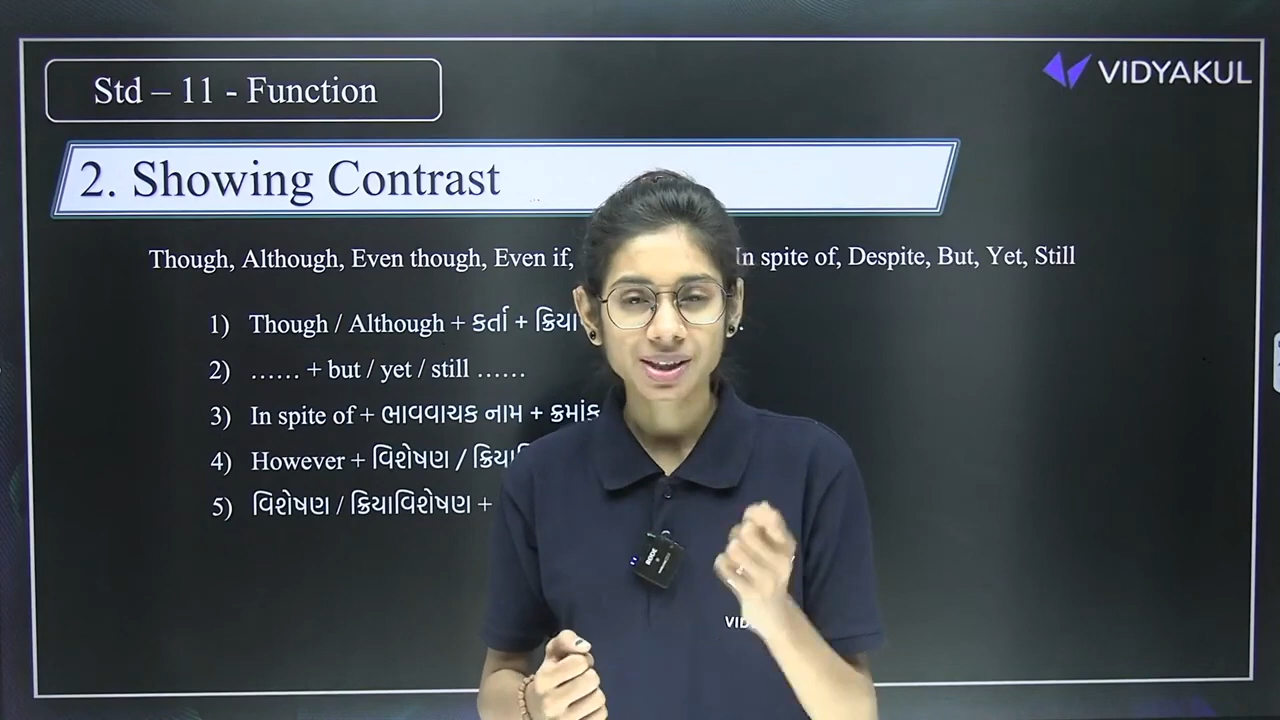 Std – 11 - Function
VIDYAKUL
2. Showing Contrast
Though, Although, Even though, Even if, In spite of, Despite, But, Yet, Still
1) Though / Although + કર્તા +
2) …… + but / yet / still ……
3) In spite of + ભાવવાચક નામ +
4) However + વિશેષણ /
5) વિશેષણ / ક્રિયાવિશેષણ +
RODE